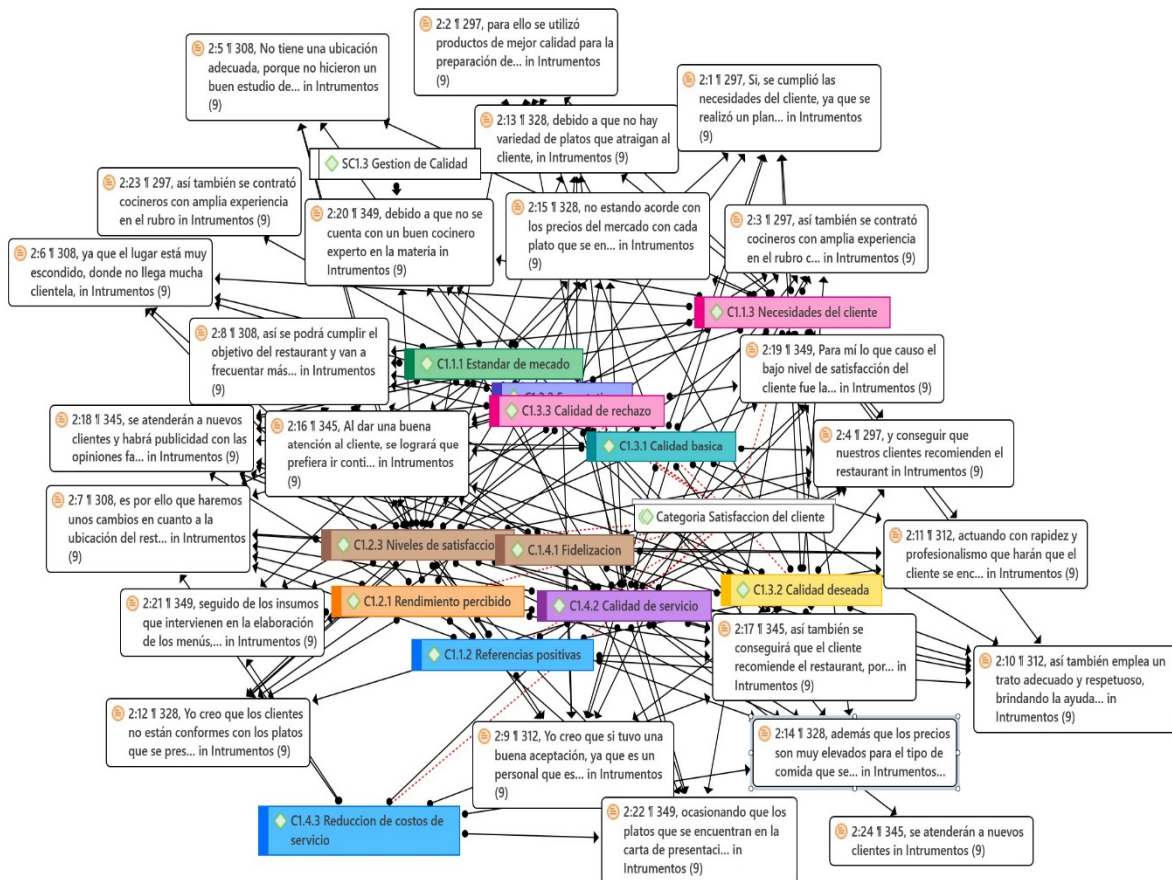 2:2 ¶ 297, para ello se utilizó
productos de mejor calidad para la
preparación de... in Intrumentos
(9)
2:5 ¶ 308, No tiene una ubicación
adecuada, porque no hicieron un
buen estudio de... in Intrumentos
(9)
2:1 ¶ 297, Si, se cumplió las
necesidades del cliente, ya que se
realizó un plan... in Intrumentos
(9)
2:13 ¶ 328, debido a que no hay
variedad de platos que atraigan al
cliente, in Intrumentos (9)
SC1.3 Gestion de Calidad
2:23 ¶ 297, así también se contrató
cocineros con amplia experiencia
en el rubro in Intrumentos (9)
2:20 ¶ 349, debido a que no se
cuenta con un buen cocinero
experto en la materia in
Intrumentos (9)
2:15 ¶ 328, no estando acorde con
los precios del mercado con cada
plato que se en... in Intrumentos
(9)
2:3 ¶ 297, así también se contrató
cocineros con amplia experiencia
en el rubro c... in Intrumentos (9)
2:6 ¶ 308, ya que el lugar está muy
escondido, donde no llega mucha
clientela, in Intrumentos (9)
C1.1.3 Necesidades del cliente
2:8 ¶ 308, así se podrá cumplir el
objetivo del restaurant y van a
frecuentar más... in Intrumentos
(9)
C1.1.1 Estandar de mecado
2:19 ¶ 349, Para mí lo que causo el
bajo nivel de satisfacción del
cliente fue la... in Intrumentos
(9)
C1.3.3 Calidad de rechazo
2:18 ¶ 345, se atenderán a nuevos
clientes y habrá publicidad con las
opiniones fa... in Intrumentos (9)
2:16 ¶ 345, Al dar una buena
atención al cliente, se logrará que
prefiera ir conti... in Intrumentos
(9)
C1.3.1 Calidad basica
2:4 ¶ 297, y conseguir que
nuestros clientes recomienden el
restaurant in Intrumentos (9)
2:7 ¶ 308, es por ello que haremos
unos cambios en cuanto a la
ubicación del rest... in Intrumentos
(9)
Categoria Satisfaccion del cliente
2:11 ¶ 312, actuando con rapidez y
profesionalismo que harán que el
cliente se enc... in Intrumentos (9)
C1.2.3 Niveles de satisfaccio
C.1.4.1 Fidelizacion
C1.2.1 Rendimiento percibido
C1.4.2 Calidad de servicio
C1.3.2 Calidad deseada
2:21 ¶ 349, seguido de los insumos
que intervienen en la elaboración
de los menús,... in Intrumentos
(9)
2:17 ¶ 345, así también se
conseguirá que el cliente
recomiende el restaurant, por... in
Intrumentos (9)
C1.1.2 Referencias positivas
2:10 ¶ 312, así también emplea un
trato adecuado y respetuoso,
brindando la ayuda... in
Intrumentos (9)
2:12 ¶ 328, Yo creo que los clientes
no están conformes con los platos
que se pres... in Intrumentos (9)
2:9 ¶ 312, Yo creo que si tuvo una
buena aceptación, ya que es un
personal que es... in Intrumentos
(9)
2:14 ¶ 328, además que los precios
son muy elevados para el tipo de
comida que se... in Intrumentos...
C1.4.3 Reduccion de costos de
servicio
2:22 ¶ 349, ocasionando que los
platos que se encuentran en la
carta de presentaci... in
Intrumentos (9)
2:24 ¶ 345, se atenderán a nuevos
clientes in Intrumentos (9)